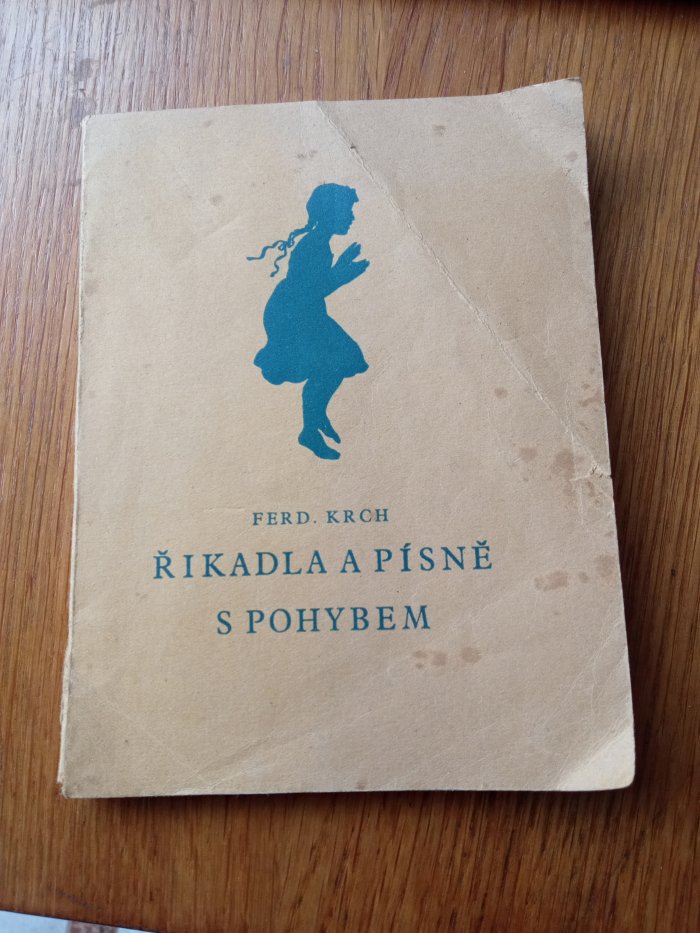 FERD. KRCH
ŘIKADLA A PÍSNĚ
S POHYBEM